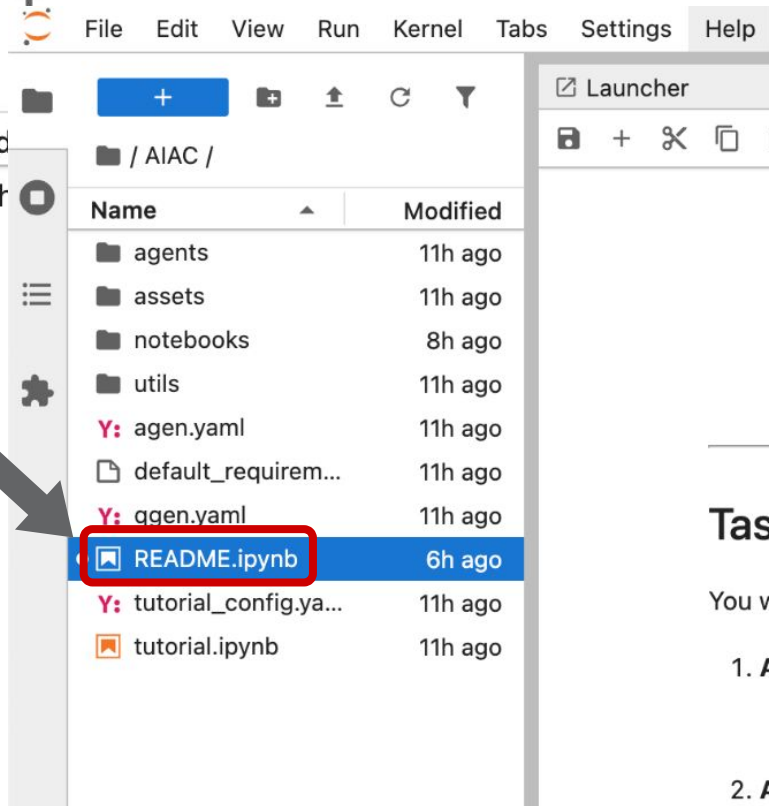 File Edit View Run Kernel Tabs Settings Help
Launcher
/ AIAC /
Name Modified
agents 11h ago
assets 11h ago
notebooks 8h ago
utils 11h ago
Y: agen.yaml 11h ago
default_requirem... 11h ago
Y: qgen.yaml 11h ago
README.ipynb 6h ago
Y: tutorial_config.ya... 11h ago
tutorial.ipynb 11h ago
Tas
You w
1. A
2. A